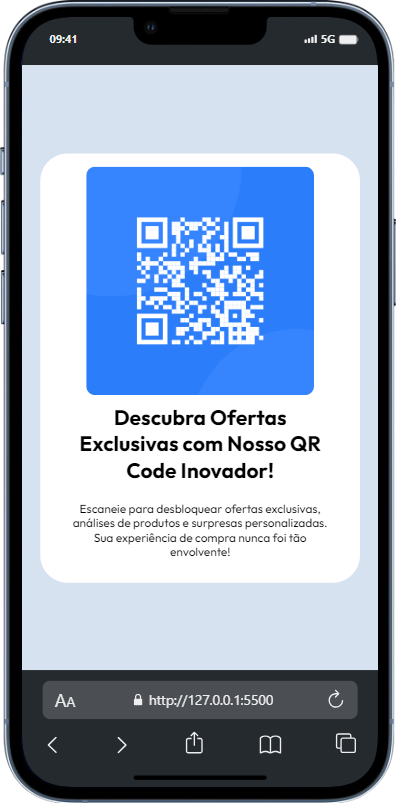 09:41
5G
Descubra Ofertas
Exclusivas com Nosso QR
Code Inovador!
Escaneie para desbloquear ofertas exclusivas,
análises de produtos e surpresas personalizadas.
Sua experiência de compra nunca foi tão
envolvente!
AA
http://127.0.0.1:5500